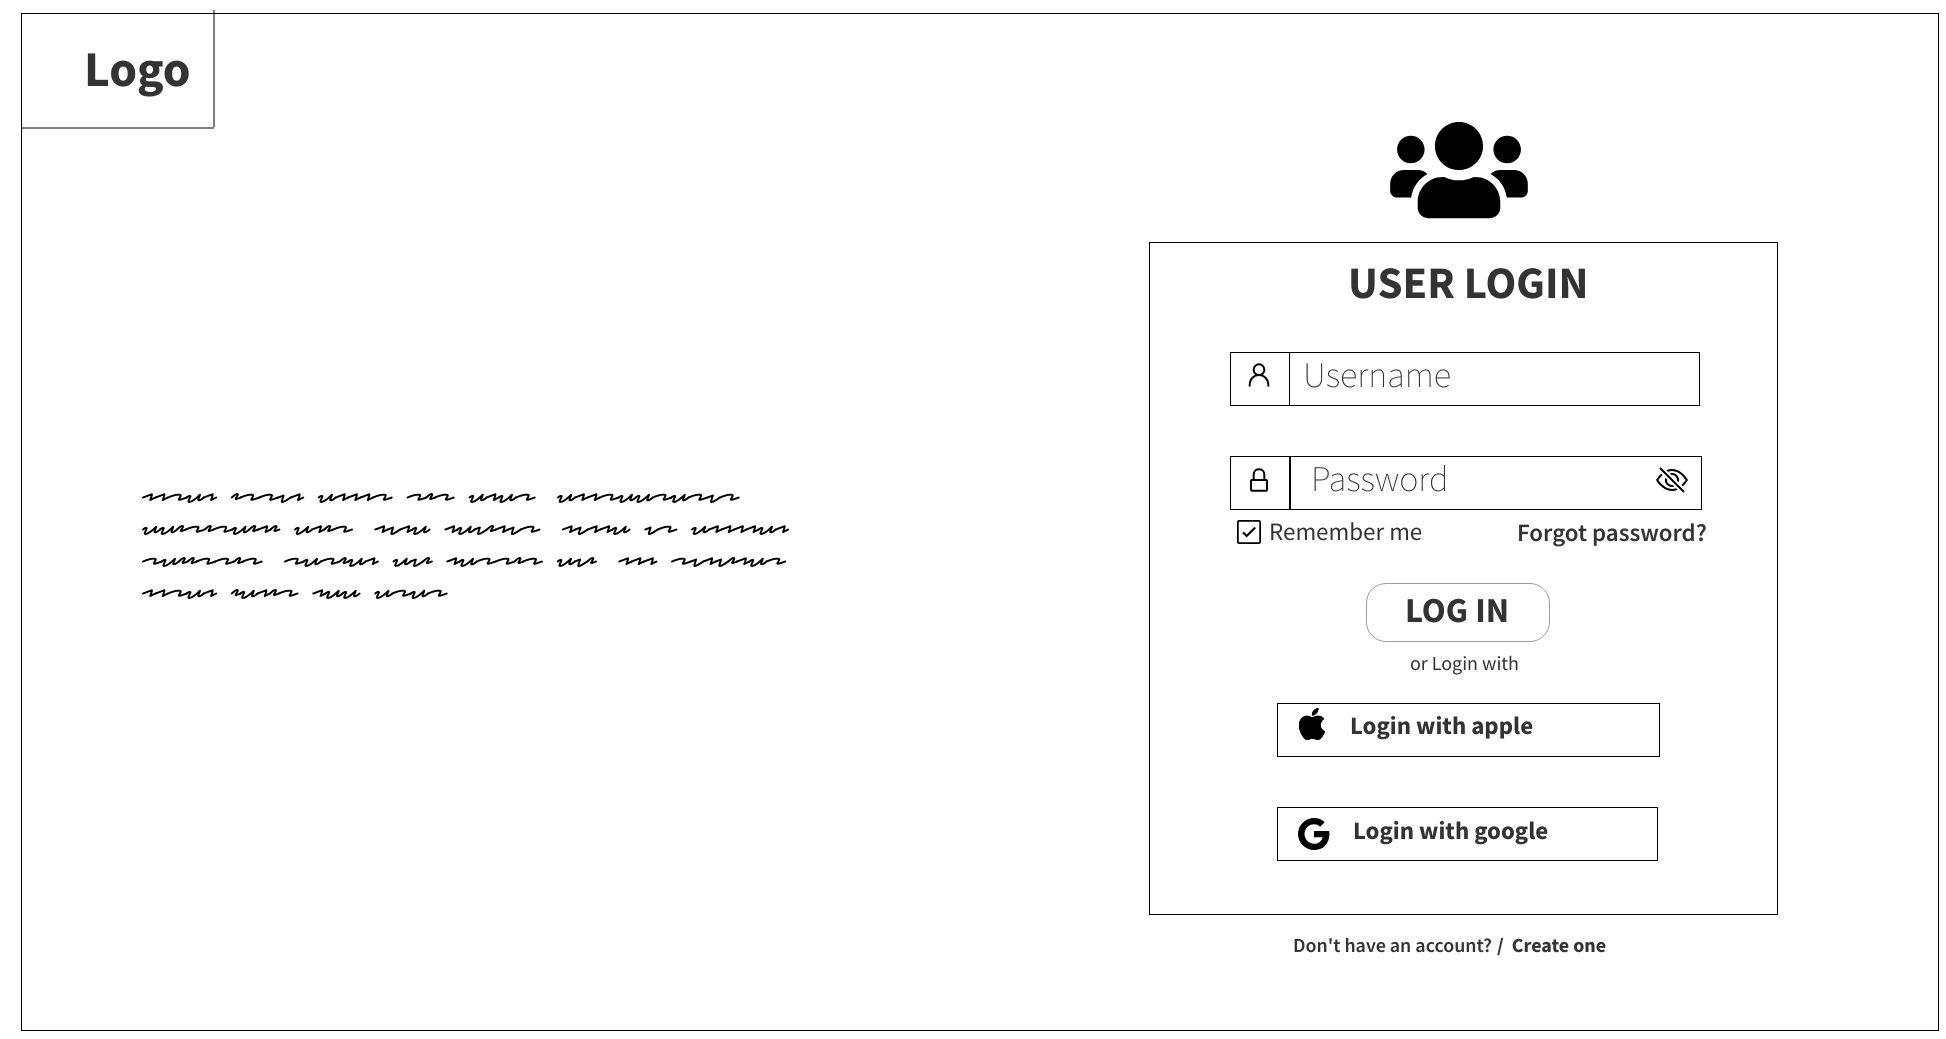 Logo
USER LOGIN
Username
Password
Remember me
Forgot password?
LOG IN
or Login with
Login with apple
Login with google
Don't have an account? / Create one